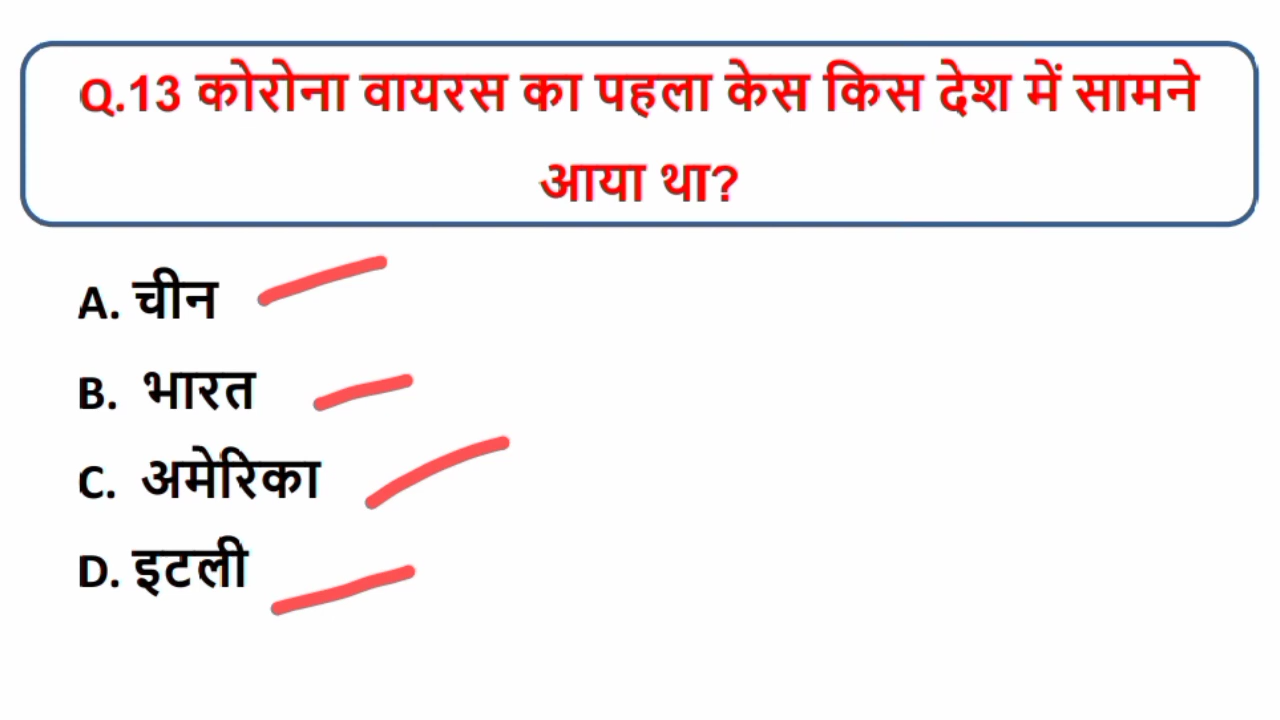 Q.13 कोरोना वायरस का पहला केस किस देश में सामने
आया था?
A. चीन
B. भारत
C. अमेरिका
D. इटली